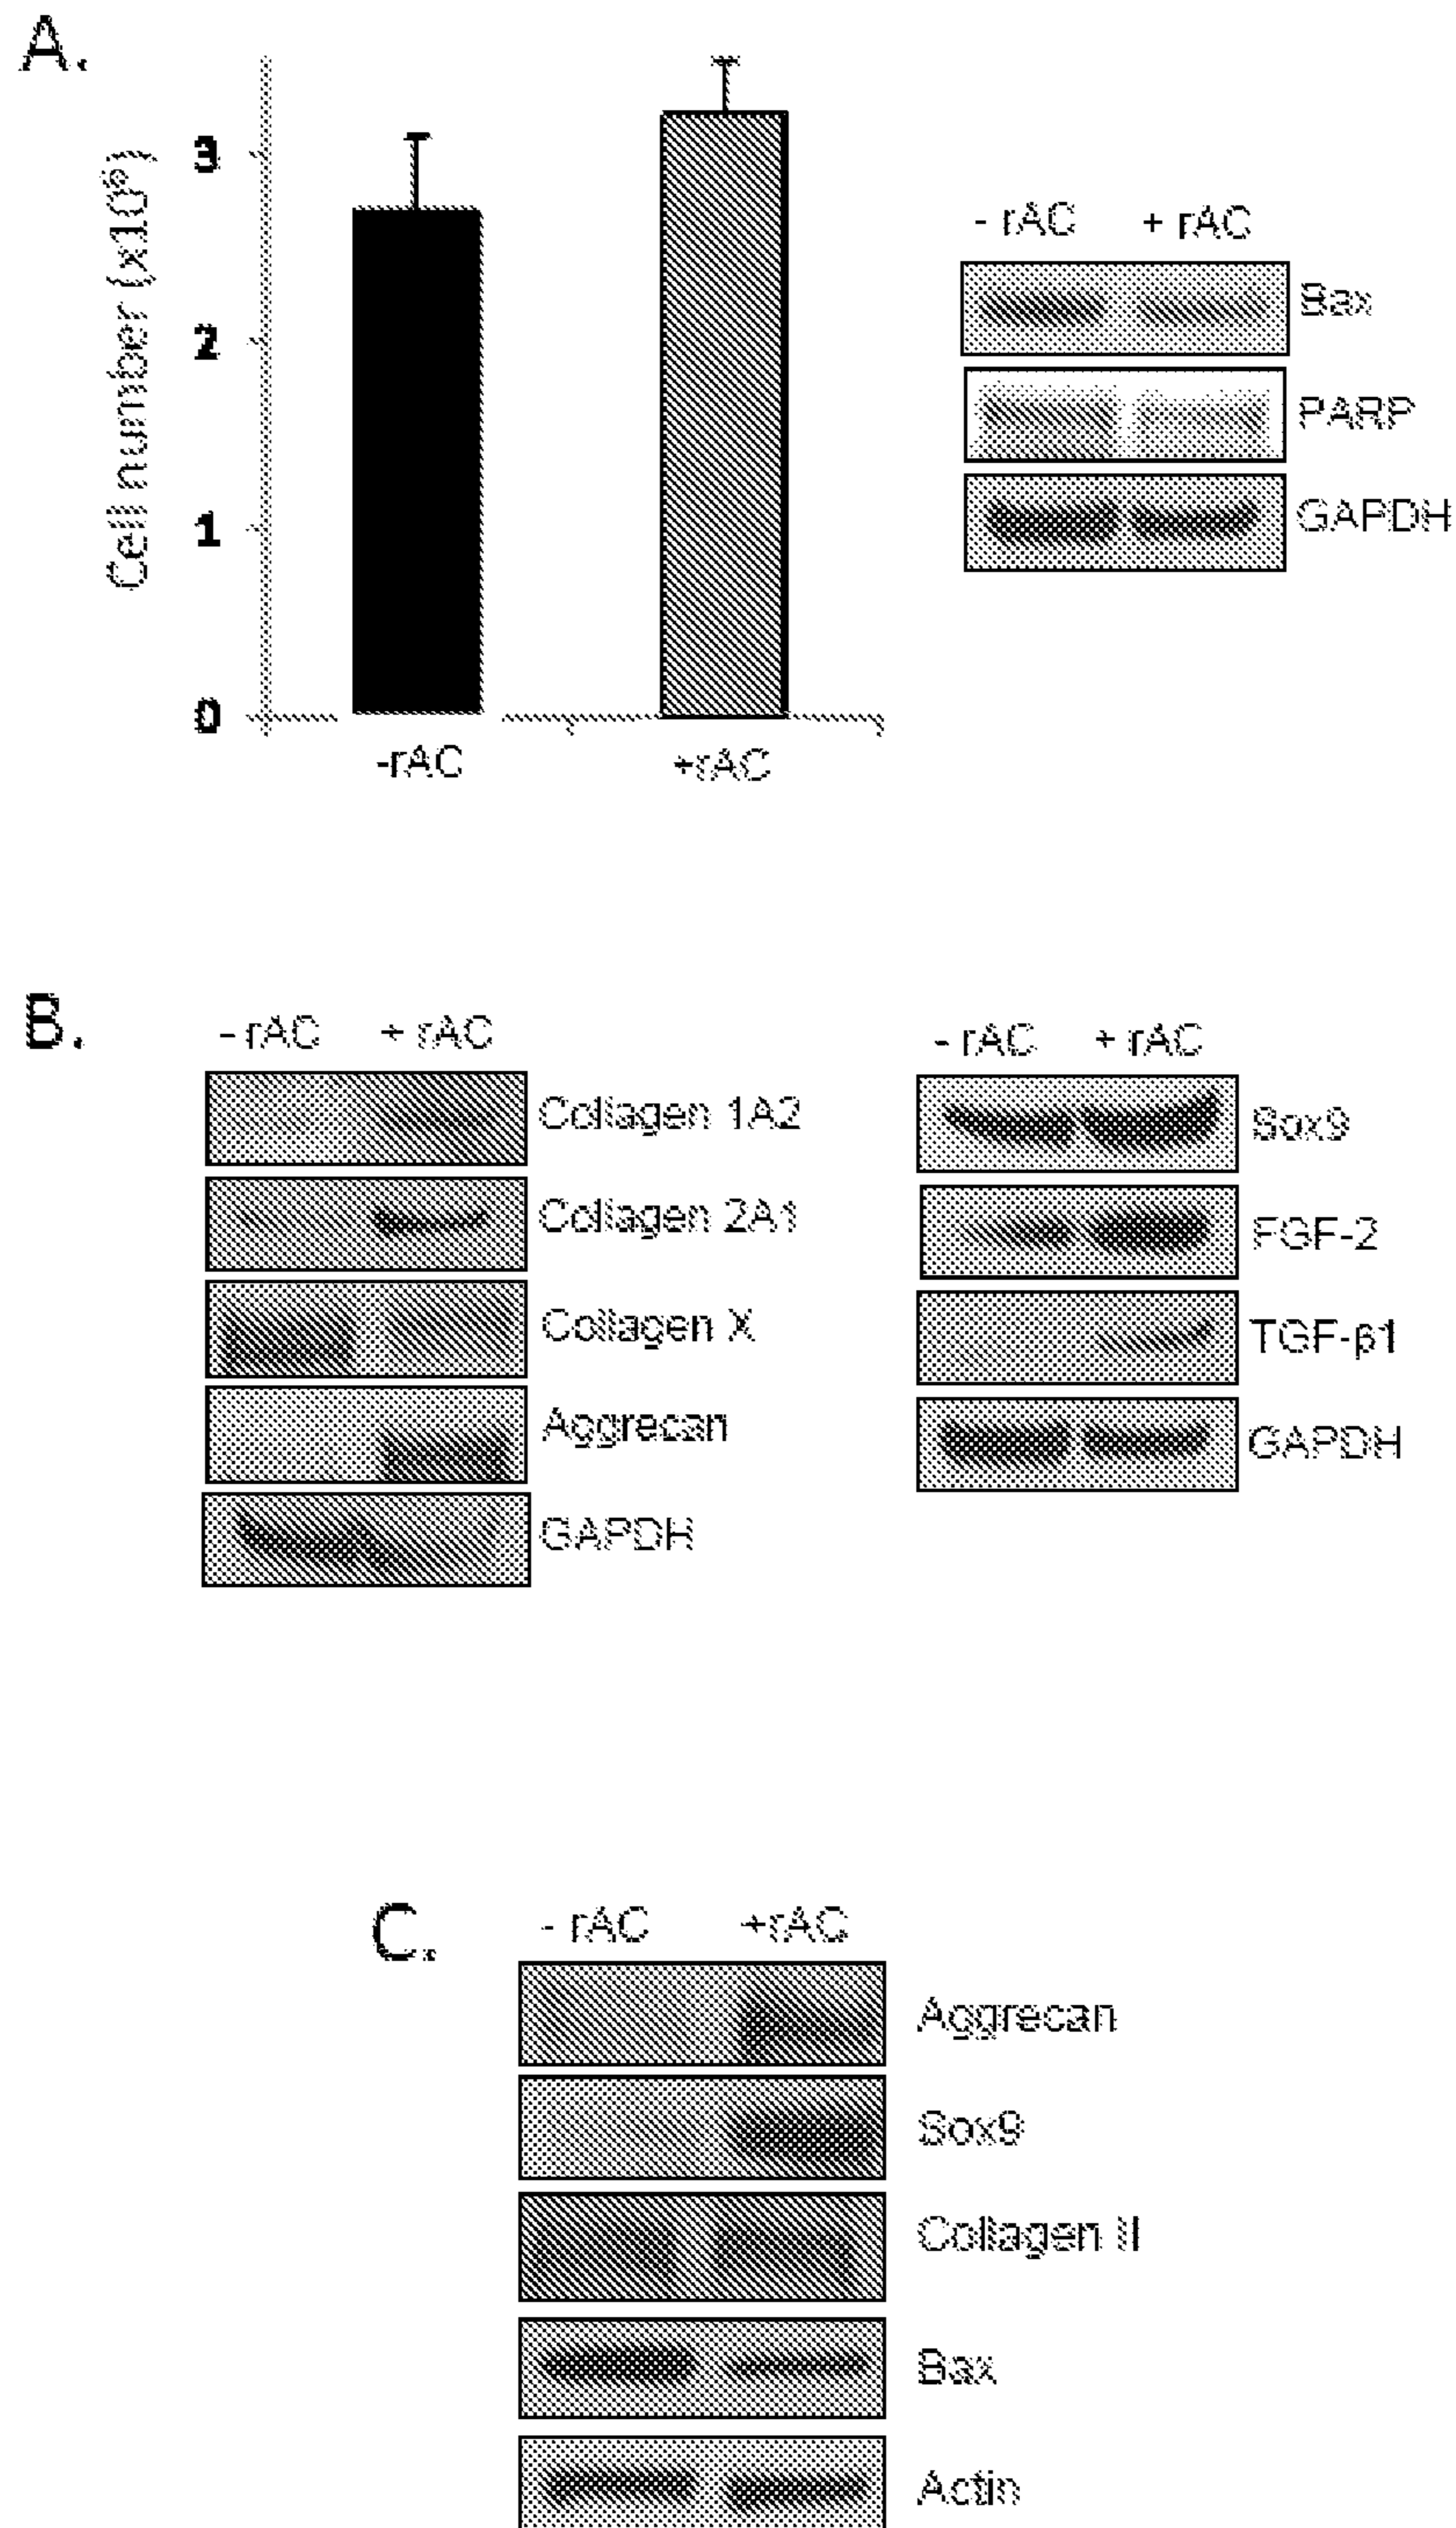 A.
Cell number (x10⁶)
3
2
1
0
-rAC +rAC
- rAC + rAC
Bax
PARP
GAPDH
B.
- rAC + rAC
Collagen 1A2
Collagen 2A1
Collagen X
Aggrecan
GAPDH
- rAC + rAC
Sox9
FGF-2
TGF-β1
GAPDH
C.
- rAC +rAC
Aggrecan
Sox9
Collagen II
Bax
Actin